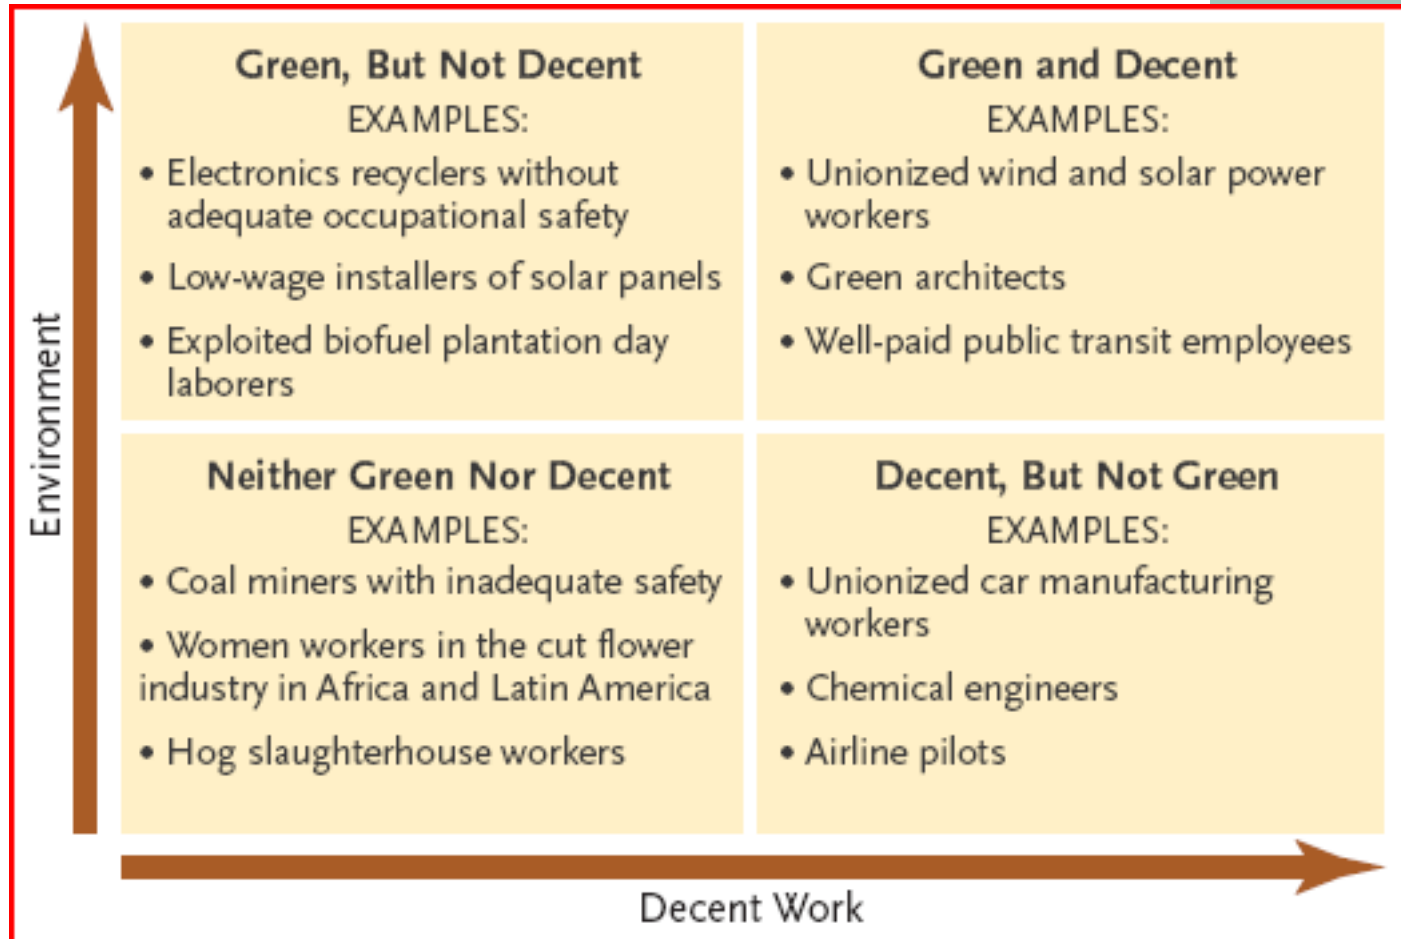 Green, But Not Decent
EXAMPLES:
• Electronics recyclers without
adequate occupational safety
• Low-wage installers of solar panels
• Exploited biofuel plantation day
laborers
Green and Decent
EXAMPLES:
• Unionized wind and solar power
workers
• Green architects
• Well-paid public transit employees
Environment
Neither Green Nor Decent
EXAMPLES:
• Coal miners with inadequate safety
• Women workers in the cut flower
industry in Africa and Latin America
• Hog slaughterhouse workers
Decent, But Not Green
EXAMPLES:
• Unionized car manufacturing
workers
• Chemical engineers
• Airline pilots
Decent Work